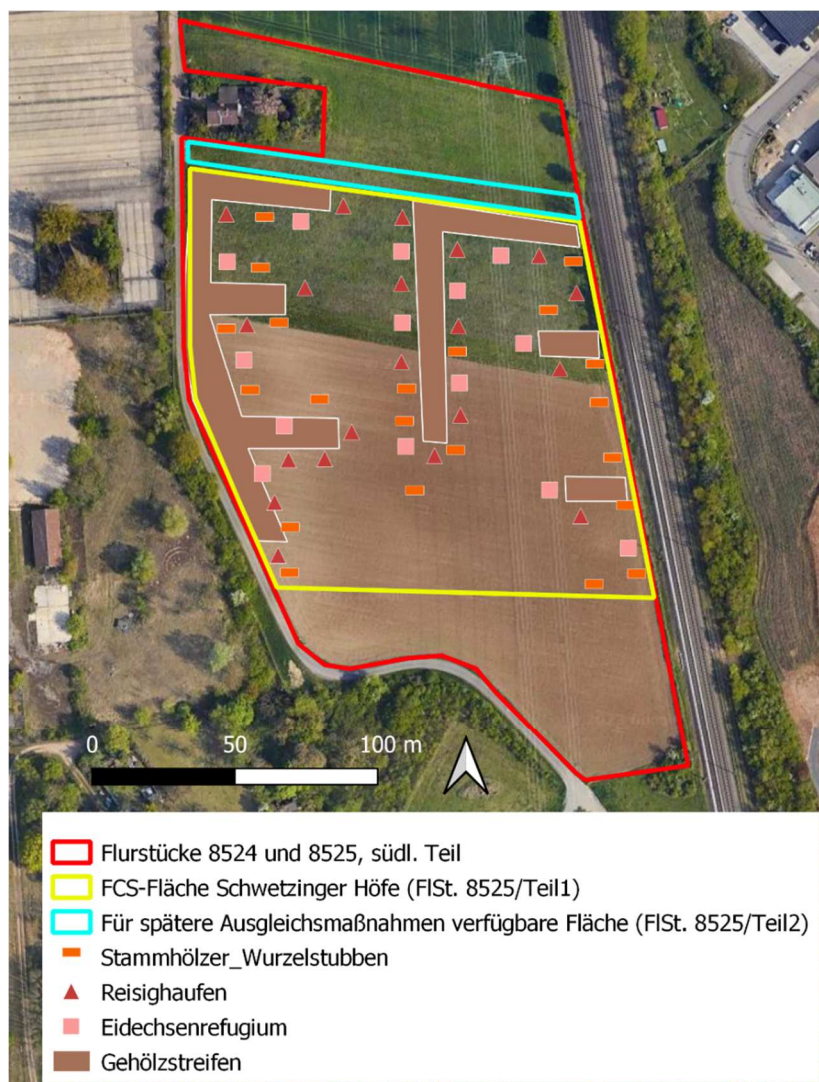 0 50 100 m
Flurstücke 8524 und 8525, südl. Teil
FCS-Fläche Schwetzinger Höfe (FlSt. 8525/Teil1)
Für spätere Ausgleichsmaßnahmen verfügbare Fläche (FlSt. 8525/Teil2)
Stammhölzer_Wurzelstubben
Reisighaufen
Eidechsenrefugium
Gehölzstreifen